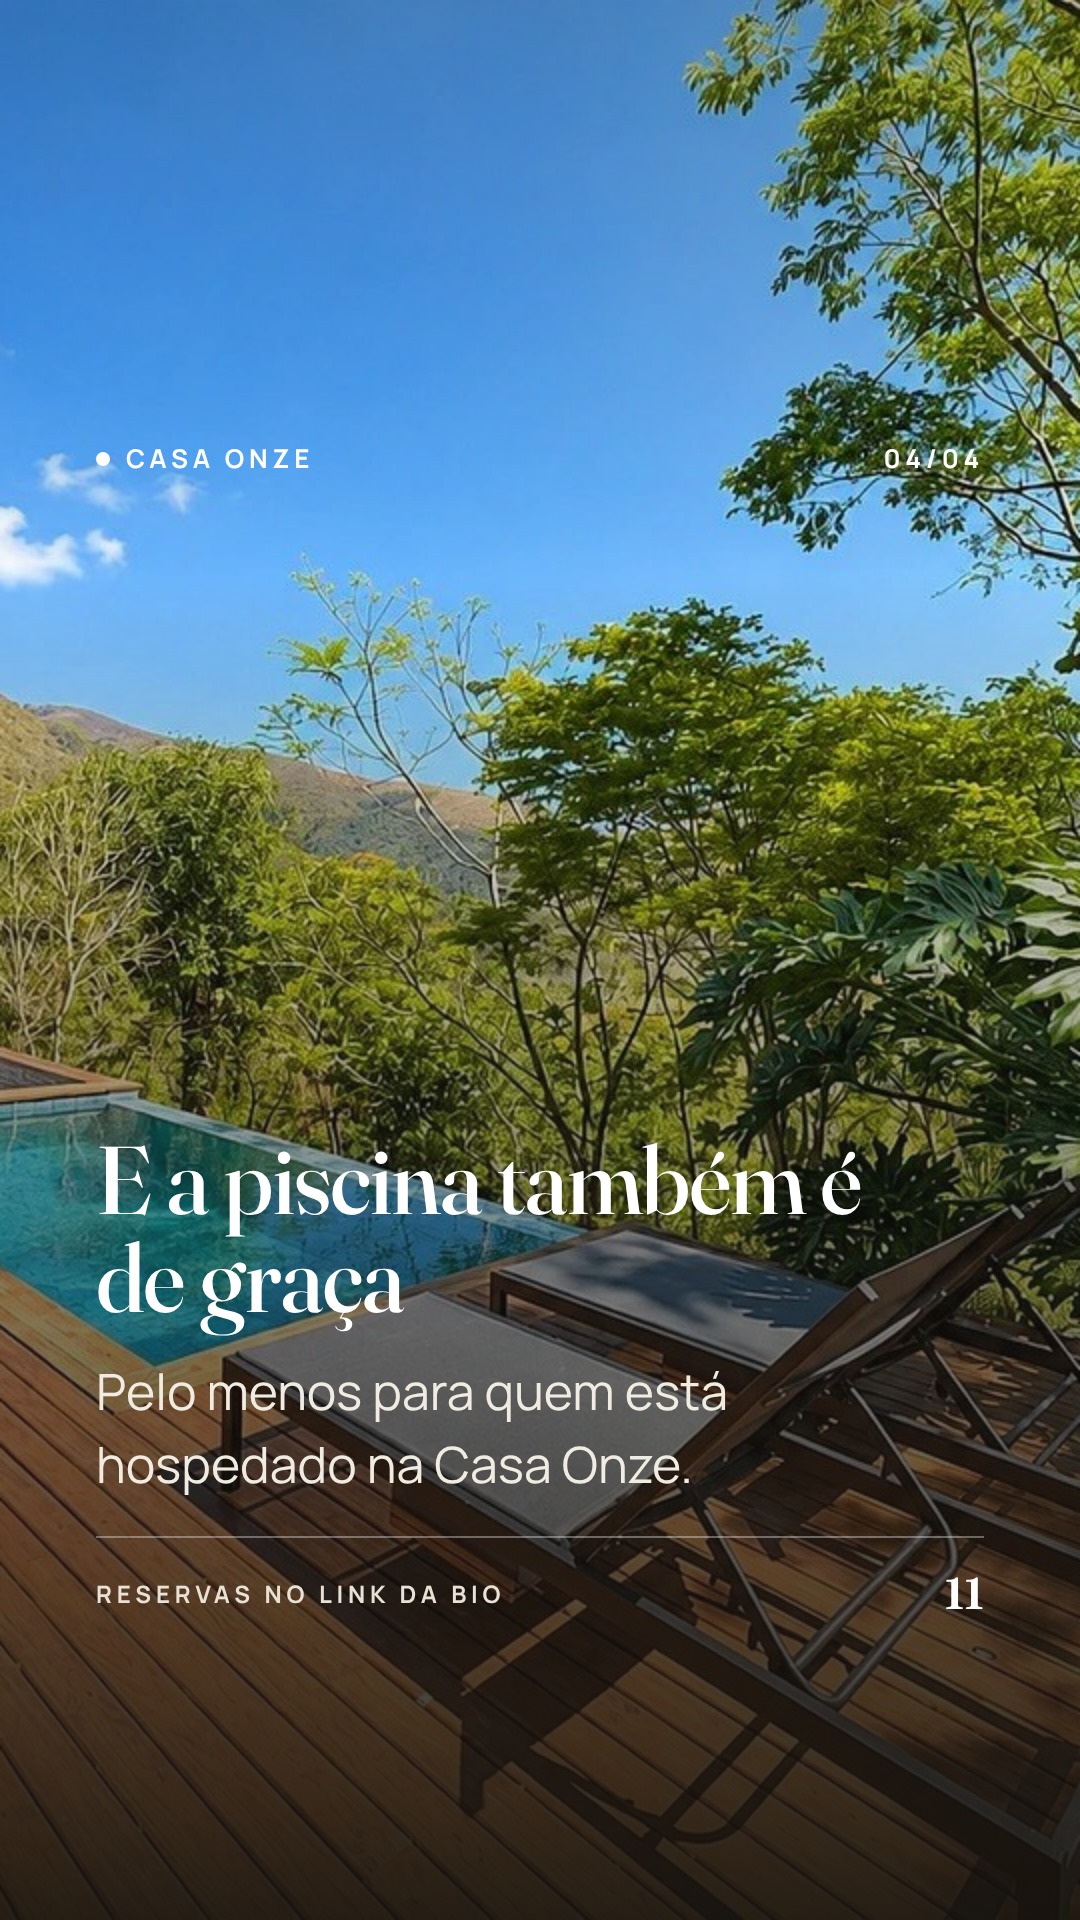 CASA ONZE
04/04
E a piscina também é
de graça
Pelo menos para quem está
hospedado na Casa Onze.
RESERVAS NO LINK DA BIO
11